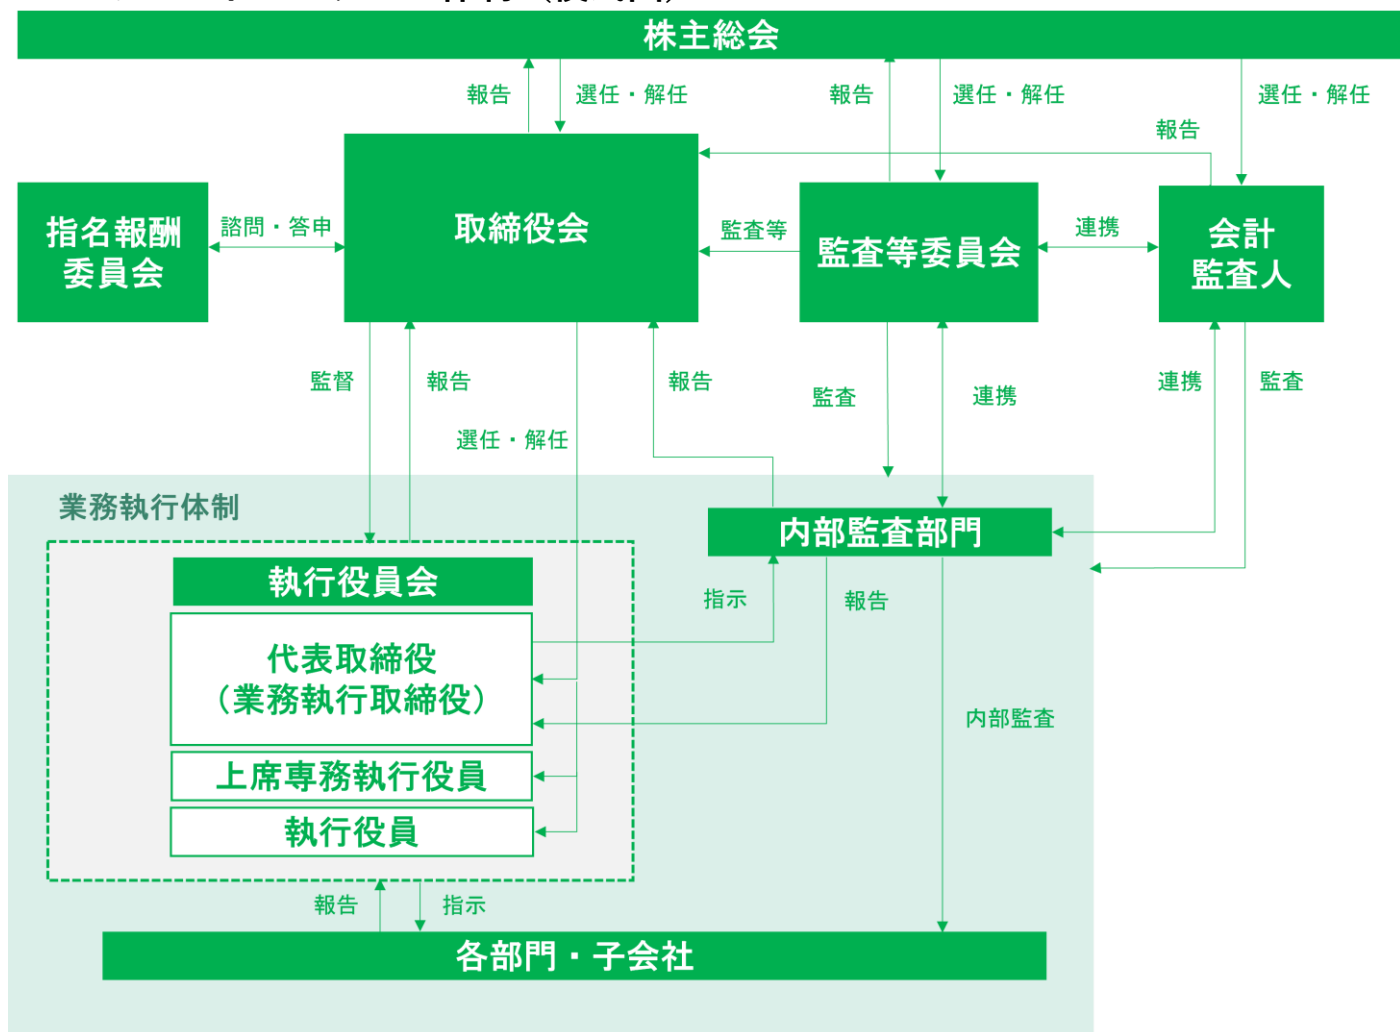 株主総会
報告
選任・解任
報告
選任・解任
選任・解任
報告
指名報酬
委員会
諮問・答申
取締役会
監査等
監査等委員会
連携
会計
監査人
監督
報告
選任・解任
報告
監査
連携
連携
監査
業務執行体制
内部監査部門
執行役員会
指示
報告
代表取締役
（業務執行取締役）
内部監査
上席専務執行役員
執行役員
報告
指示
各部門・子会社